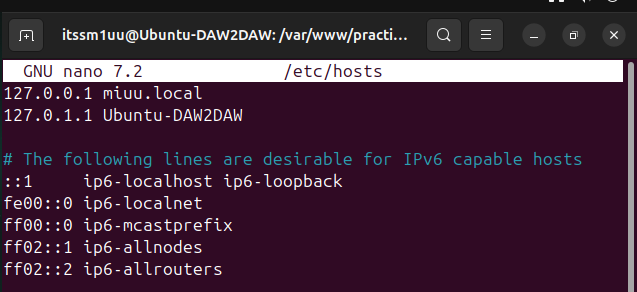 itssm1uu@Ubuntu-DAW2DAW: /var/www/practi...
GNU nano 7.2 /etc/hosts
127.0.0.1 miuu.local
127.0.1.1 Ubuntu-DAW2DAW
# The following lines are desirable for IPv6 capable hosts
::1 ip6-localhost ip6-loopback
fe00::0 ip6-localnet
ff00::0 ip6-mcastprefix
ff02::1 ip6-allnodes
ff02::2 ip6-allrouters